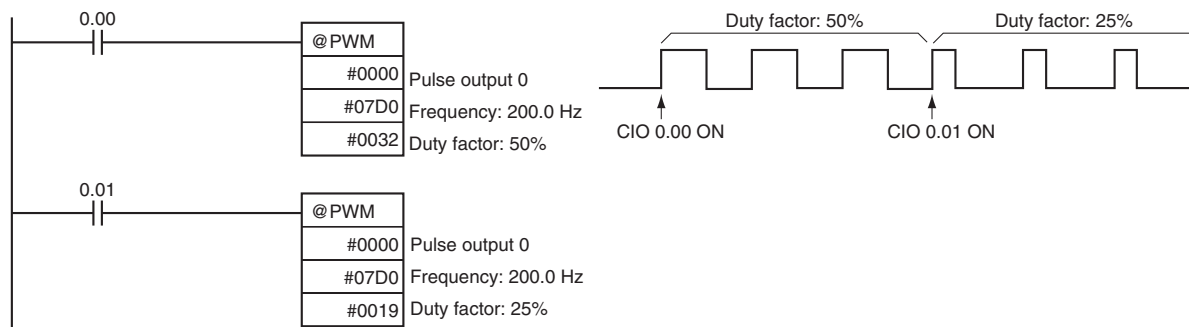 0.00
@PWM
#0000 Pulse output 0
#07D0 Frequency: 200.0 Hz
#0032 Duty factor: 50%
Duty factor: 50% Duty factor: 25%
CIO 0.00 ON CIO 0.01 ON
0.01
@PWM
#0000 Pulse output 0
#07D0 Frequency: 200.0 Hz
#0019 Duty factor: 25%